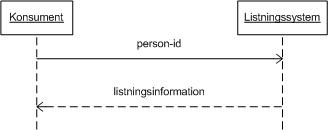 Konsument
Listningssystem
person-id
listningsinformation